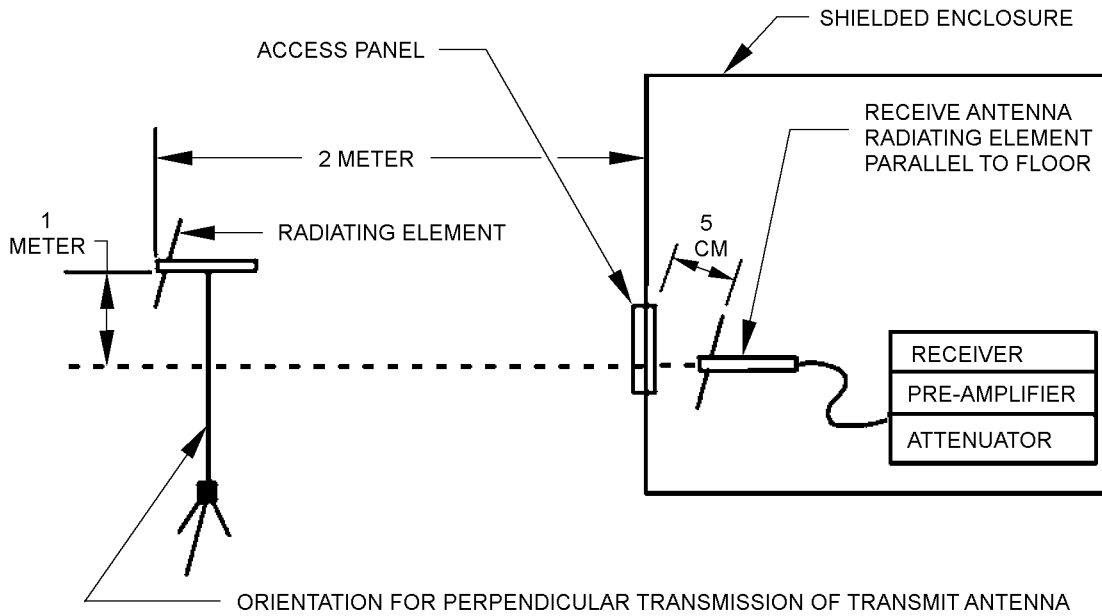 SHIELDED ENCLOSURE
ACCESS PANEL
RECEIVE ANTENNA
RADIATING ELEMENT
PARALLEL TO FLOOR
2 METER
1
METER
RADIATING ELEMENT
5
CM
RECEIVER
PRE-AMPLIFIER
ATTENUATOR
ORIENTATION FOR PERPENDICULAR TRANSMISSION OF TRANSMIT ANTENNA